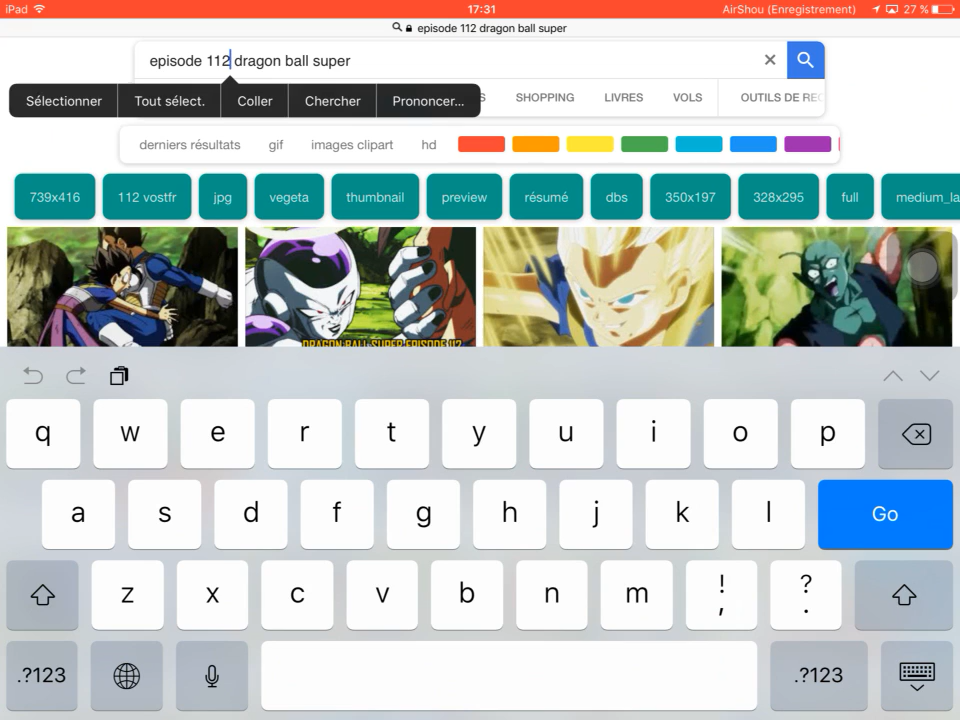 iPad 17:31 AirShou (Enregistrement) 27 %
episode 112 dragon ball super
episode 112 dragon ball super
Sélectionner Tout sélect. Coller Chercher Prononcer... S SHOPPING LIVRES VOLS OUTILS DE REC
derniers résultats gif images clipart hd
739x416 112 vostfr jpg vegeta thumbnail preview résumé dbs 350x197 328x295 full medium_la
DRAGON BALL SUPER EPISODE 112
q w e r t y u i o p
a s d f g h j k l Go
z x c v b n m ! , ? .
.?123 .?123